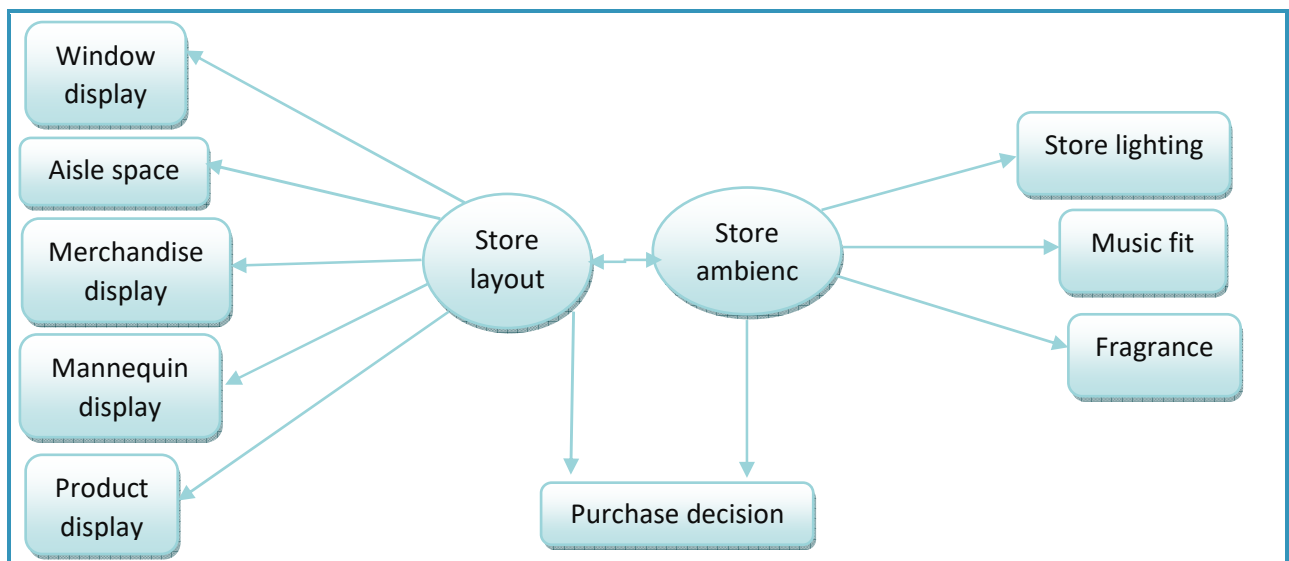 Window
display
Aisle space
Merchandise
display
Mannequin
display
Product
display
Store
layout
Store
ambienc
Purchase decision
Store lighting
Music fit
Fragrance